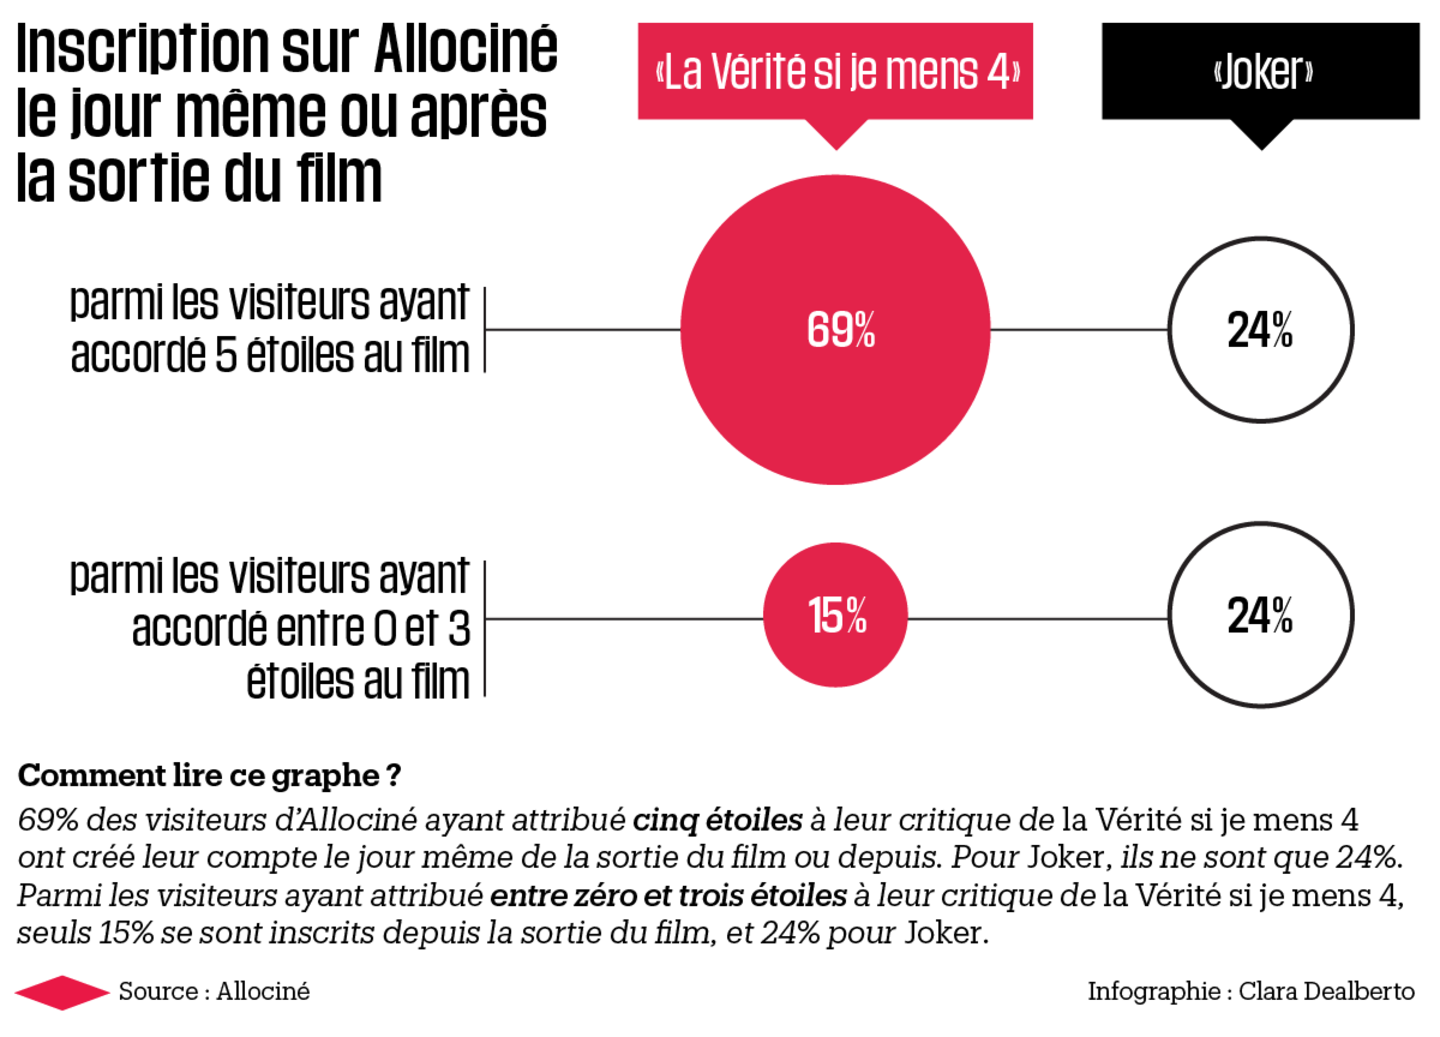 Inscription sur Allociné
le jour même ou après
la sortie du film
«La Vérité si je mens 4»
«Joker»
parmi les visiteurs ayant
accordé 5 étoiles au film
69%
24%
parmi les visiteurs ayant
accordé entre 0 et 3
étoiles au film
15%
24%
Comment lire ce graphe ?
69% des visiteurs d’Allociné ayant attribué cinq étoiles à leur critique de la Vérité si je mens 4
ont créé leur compte le jour même de la sortie du film ou depuis. Pour Joker, ils ne sont que 24%.
Parmi les visiteurs ayant attribué entre zéro et trois étoiles à leur critique de la Vérité si je mens 4,
seuls 15% se sont inscrits depuis la sortie du film, et 24% pour Joker.
Source : Allociné
Infographie : Clara Dealberto